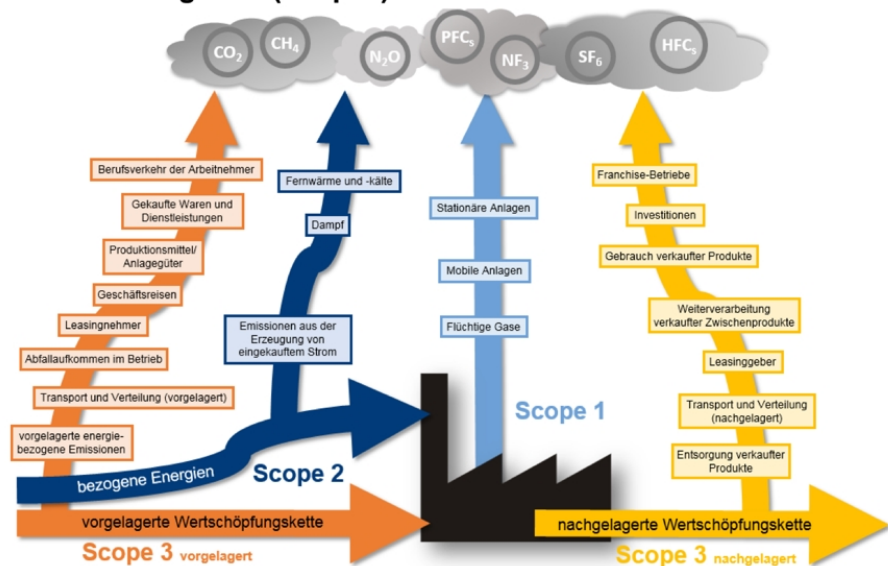 CO₂
CH₄
N₂O
PFCₛ
NF₃
SF₆
HFCₛ
Berufsverkehr der Arbeitnehmer
Gekaufte Waren und
Dienstleistungen
Produktionsmittel/
Anlagegüter
Geschäftsreisen
Leasingnehmer
Abfallaufkommen im Betrieb
Transport und Verteilung (vorgelagert)
vorgelagerte energie-
bezogene Emissionen
Fernwärme und -kälte
Dampf
Emissionen aus der
Erzeugung von
eingekauftem Strom
bezogene Energien
Scope 2
Stationäre Anlagen
Mobile Anlagen
Flüchtige Gase
Scope 1
Franchise-Betriebe
Investitionen
Gebrauch verkaufter Produkte
Weiterverarbeitung
verkaufter Zwischenprodukte
Leasinggeber
Transport und Verteilung
(nachgelagert)
Entsorgung verkaufter
Produkte
vorgelagerte Wertschöpfungskette
Scope 3 vorgelagert
nachgelagerte Wertschöpfungskette
Scope 3 nachgelagert